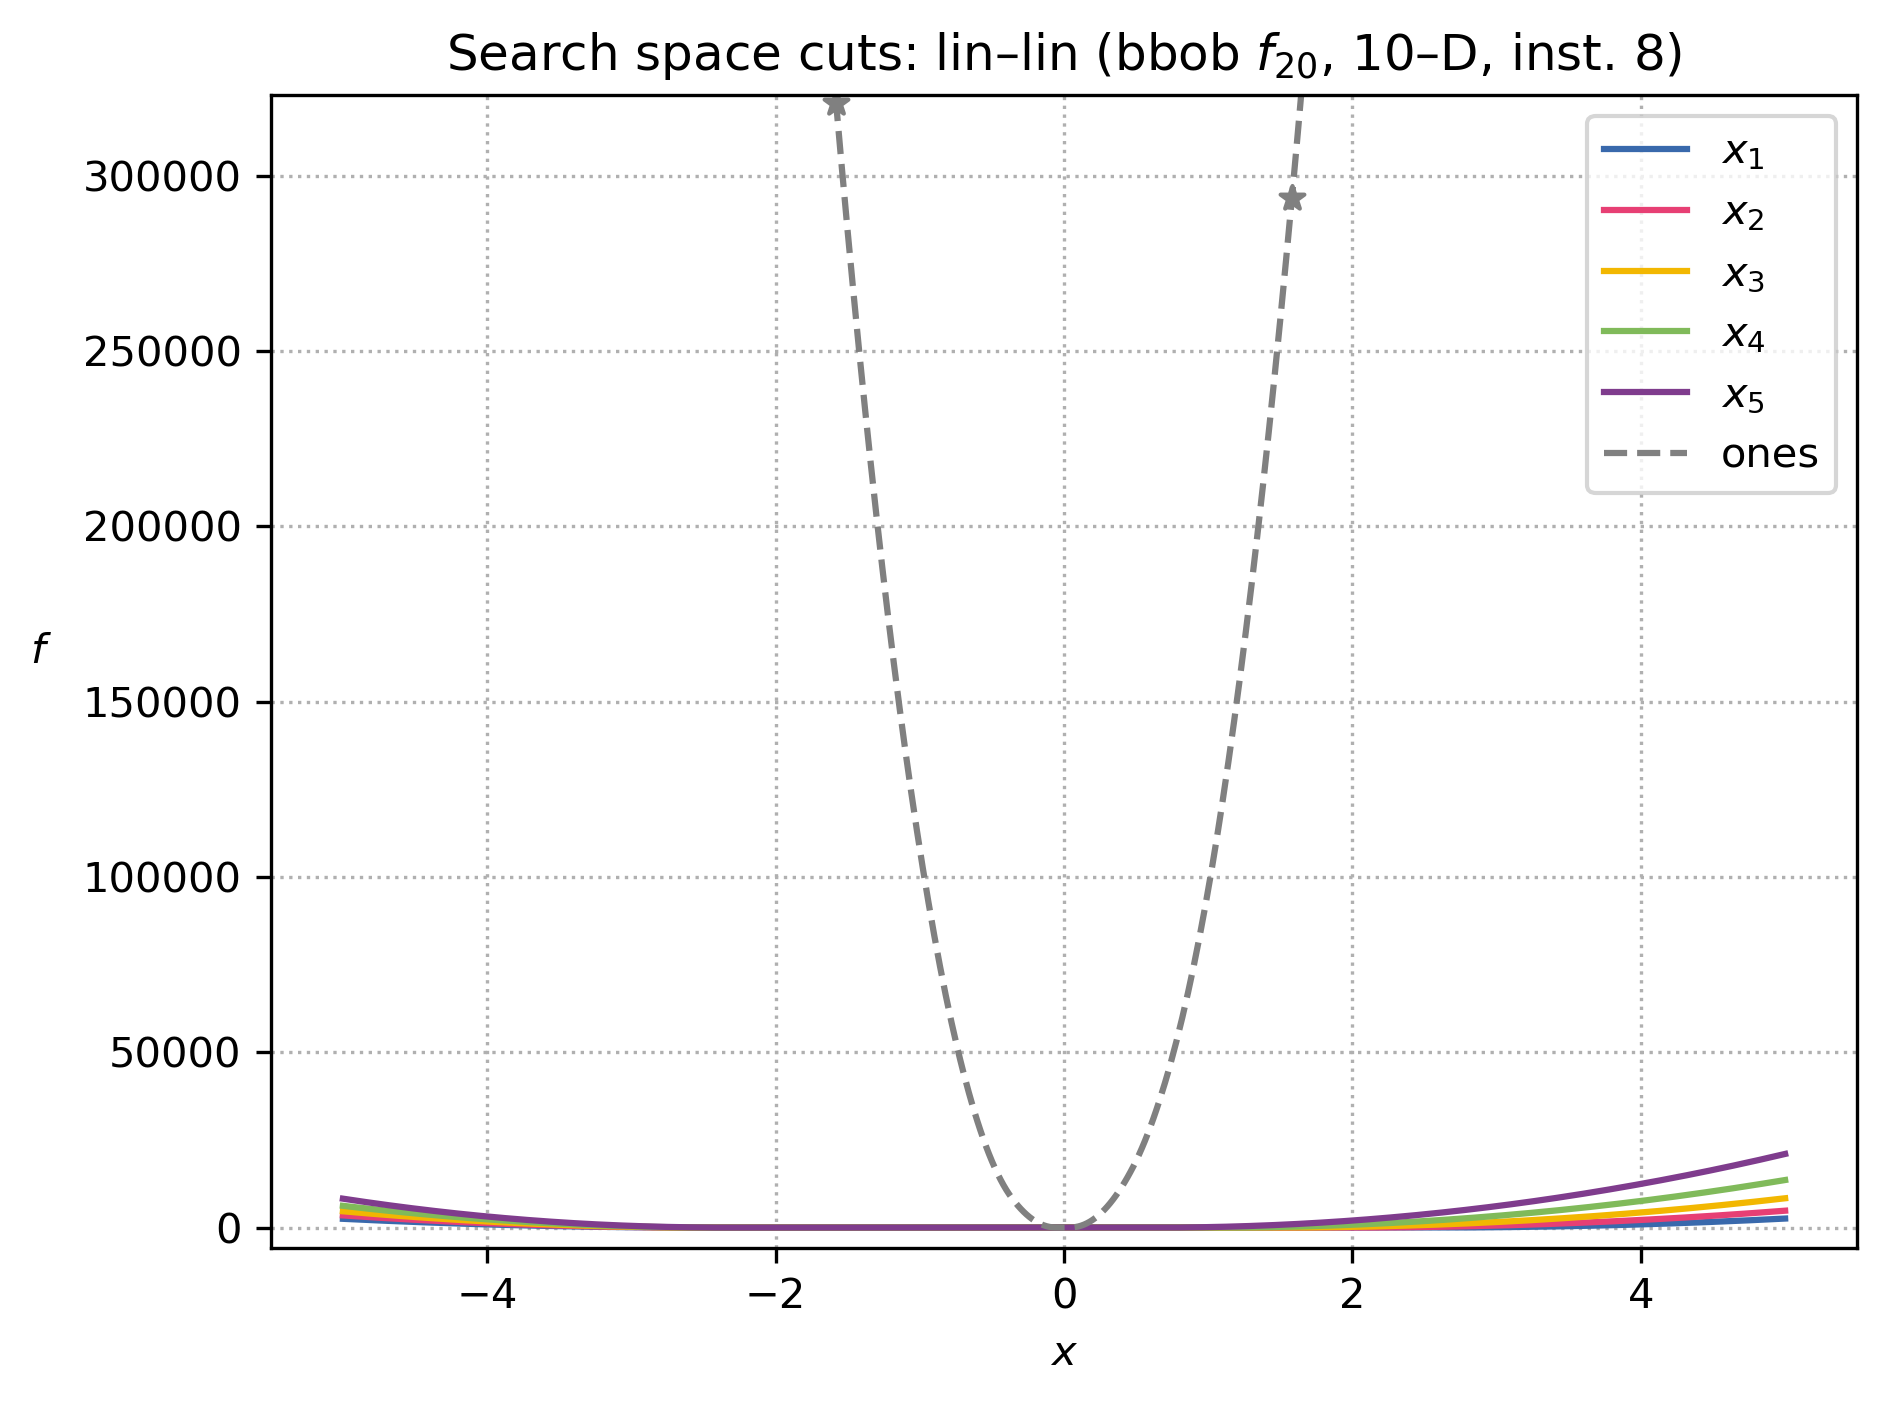 Search space cuts: lin–lin (bbob f20, 10–D, inst. 8)
300000
250000
200000
150000
100000
50000
0
f
−4
−2
0
2
4
x
x1
x2
x3
x4
x5
ones